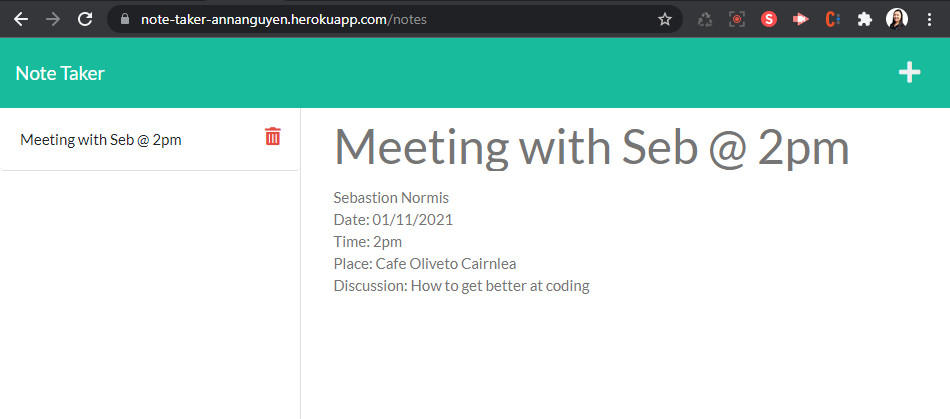 note-taker-annanguyen.herokuapp.com/notes
Note Taker
Meeting with Seb @ 2pm
Meeting with Seb @ 2pm
Sebastion Normis
Date: 01/11/2021
Time: 2pm
Place: Cafe Oliveto Cairnlea
Discussion: How to get better at coding